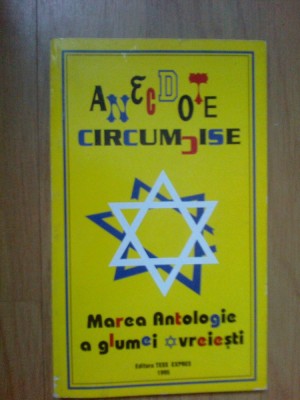 ANECDOTE
CIRCUMCISE
Marea Antologie
a glumei ovreiești
Editura TESS EXPRES
1996